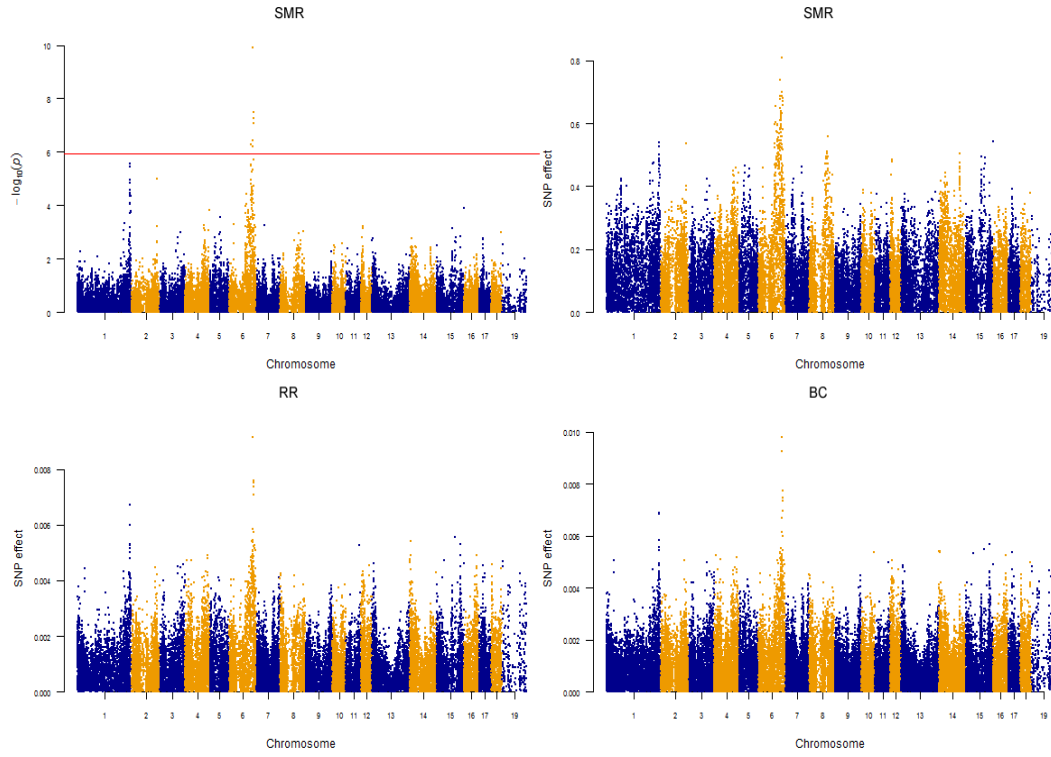 SMR
− log10(p)
10
8
6
4
2
0
1 2 3 4 5 6 7 8 9 10 11 12 13 14 15 16 17 19
Chromosome
SMR
SNP effect
0.8
0.6
0.4
0.2
0.0
1 2 3 4 5 6 7 8 9 10 11 12 13 14 15 16 17 19
Chromosome
RR
SNP effect
0.008
0.006
0.004
0.002
0.000
1 2 3 4 5 6 7 8 9 10 11 12 13 14 15 16 17 19
Chromosome
BC
SNP effect
0.010
0.008
0.006
0.004
0.002
0.000
1 2 3 4 5 6 7 8 9 10 11 12 13 14 15 16 17 19
Chromosome